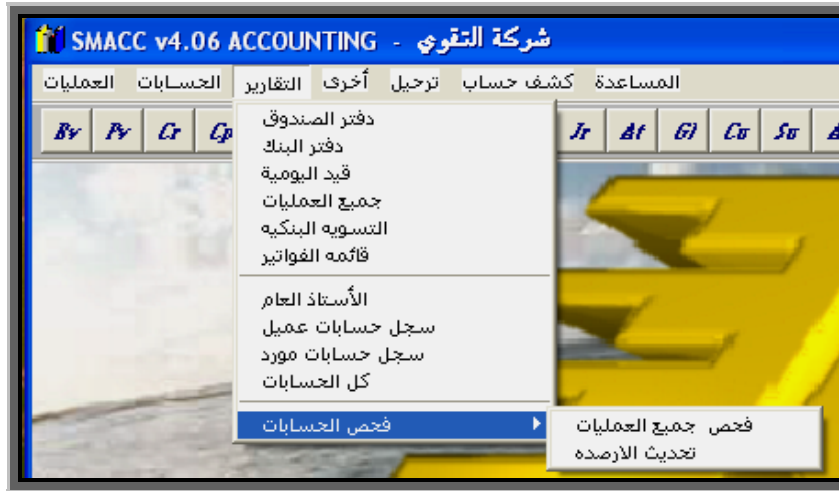 SMACC v4.06 ACCOUNTING - شركة التقوي
العمليات الحسابات التقارير أخرى ترحيل كشف حساب المساعدة
Bv Pv Cr Cp Jr At Gl Cu Su
دفتر الصندوق
دفتر البنك
قيد اليومية
جميع العمليات
التسويه البنكيه
قائمه الفواتير
الأستاذ العام
سجل حسابات عميل
سجل حسابات مورد
كل الحسابات
فحص الحسابات
فحص جميع العمليات
تحديث الارصده